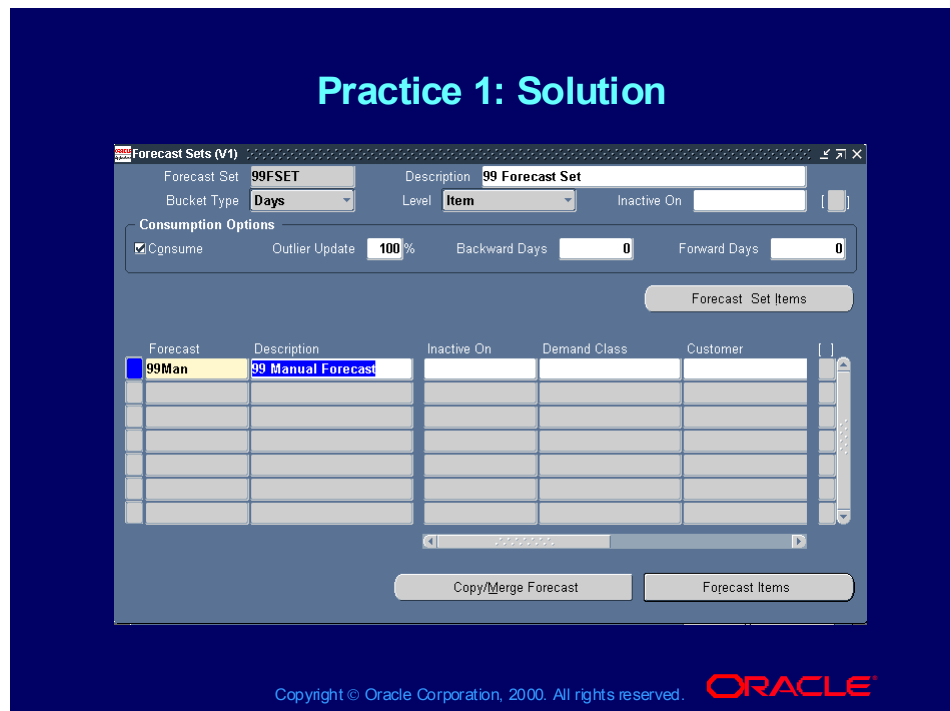 Practice 1: Solution
Forecast Sets (V1)
Forecast Set 99FSET Description 99 Forecast Set
Bucket Type Days Level Item Inactive On [ ]
Consumption Options
Consume Outlier Update 100 % Backward Days 0 Forward Days 0
Forecast Set Items
Forecast Description Inactive On Demand Class Customer [ ]
99Man 99 Manual Forecast
Copy/Merge Forecast Forecast Items
Copyright © Oracle Corporation, 2000. All rights reserved. ORACLE